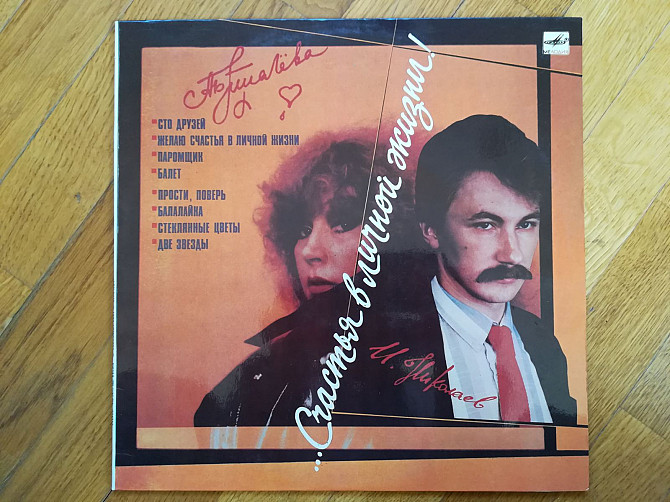 А. Пугачёва
МЕЛОДИЯ
СТО ДРУЗЕЙ
ЖЕЛАЮ СЧАСТЬЯ В ЛИЧНОЙ ЖИЗНИ
ПАРОМЩИК
БАЛЕТ
ПРОСТИ, ПОВЕРЬ
БАЛАЛАЙКА
СТЕКЛЯННЫЕ ЦВЕТЫ
ДВЕ ЗВЕЗДЫ
...Счастья в личной жизни!
И. Николаев